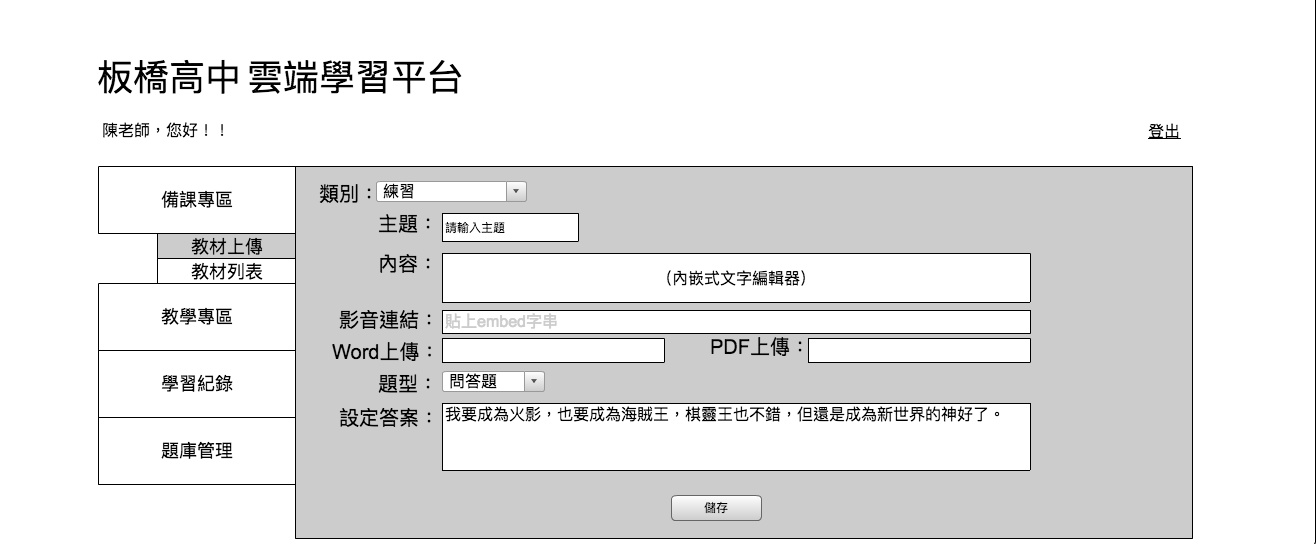 板橋高中 雲端學習平台
陳老師，您好！！
登出
備課專區
教材上傳
教材列表
教學專區
學習紀錄
題庫管理
類別：練習
主題：請輸入主題
內容：（內嵌式文字編輯器）
影音連結：貼上embed字串
Word上傳： PDF上傳：
題型：問答題
設定答案：我要成為火影，也要成為海賊王，棋靈王也不錯，但還是成為新世界的神好了。
儲存